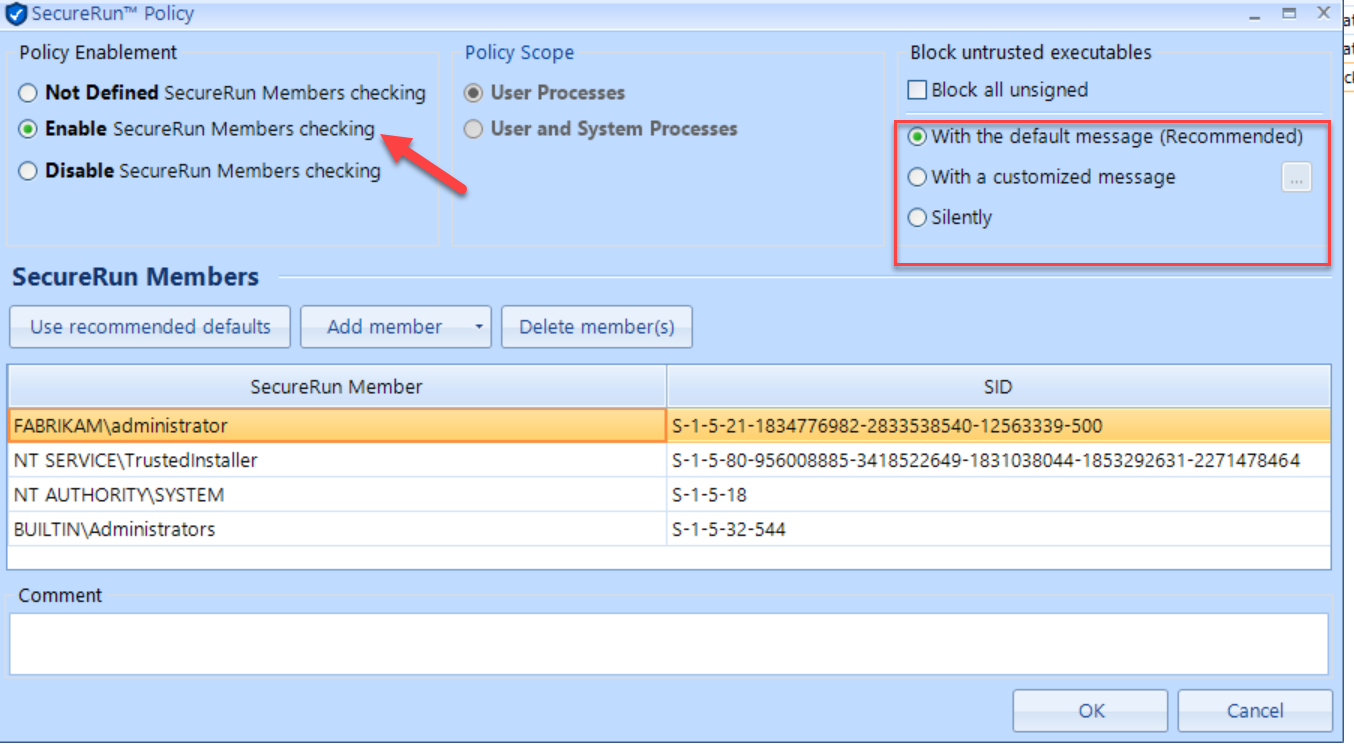 SecureRun™ Policy
Policy Enablement
Not Defined SecureRun Members checking
Enable SecureRun Members checking
Disable SecureRun Members checking
Policy Scope
User Processes
User and System Processes
Block untrusted executables
Block all unsigned
With the default message (Recommended)
With a customized message
...
Silently
SecureRun Members
Use recommended defaults
Add member
Delete member(s)
SecureRun Member SID
FABRIKAM\administrator S-1-5-21-1834776982-2833538540-12563339-500
NT SERVICE\TrustedInstaller S-1-5-80-956008885-3418522649-1831038044-1853292631-2271478464
NT AUTHORITY\SYSTEM S-1-5-18
BUILTIN\Administrators S-1-5-32-544
Comment
OK
Cancel